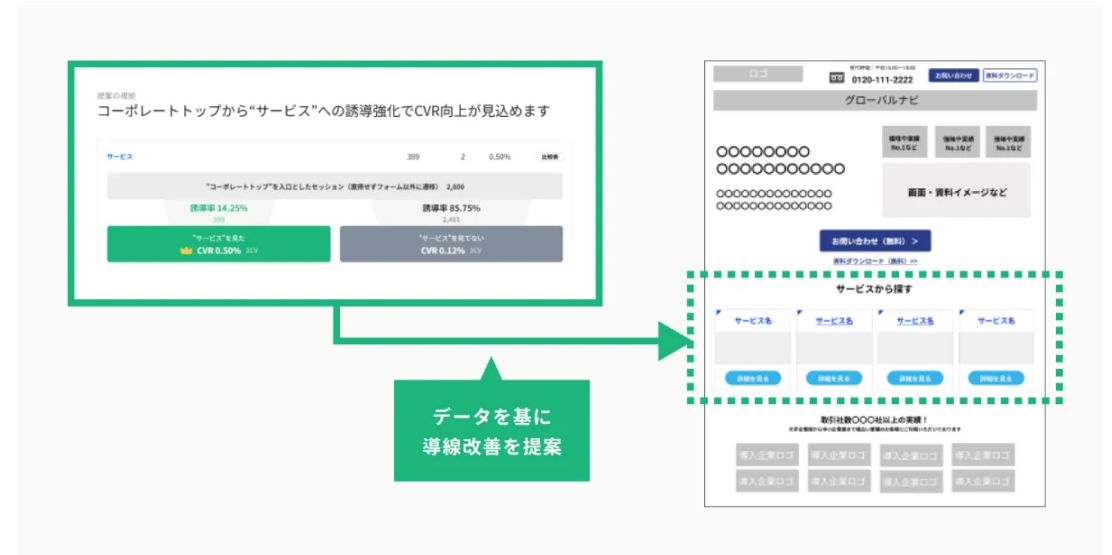 提案の根拠
コーポレートトップから“サービス”への誘導強化でCVR向上が見込めます
サービス 399 2 0.50% 比較表
“コーポレートトップ”を入口としたセッション（直帰せずフォーム以外に遷移） 2,800
誘導率 14.25%
399
誘導率 85.75%
2,401
“サービス”を見た
CVR 0.50% 2CV
“サービス”を見てない
CVR 0.12% 3CV
データを基に
導線改善を提案
ロゴ
0120-111-2222
お問い合わせ
資料ダウンロード
グローバルナビ
強味や実績
No.1など
強味や実績
No.1など
強味や実績
No.1など
〇〇〇〇〇〇〇〇
〇〇〇〇〇〇〇〇〇〇〇
〇〇〇〇〇〇〇〇〇〇〇〇〇〇
〇〇〇〇〇〇〇〇〇〇〇〇〇〇
画面・資料イメージなど
お問い合わせ（無料） >
資料ダウンロード（無料） >>
サービスから探す
サービス名 サービス名 サービス名 サービス名
詳細を見る 詳細を見る 詳細を見る 詳細を見る
取引社数〇〇〇社以上の実績！
導入企業ロゴ 導入企業ロゴ 導入企業ロゴ 導入企業ロゴ
導入企業ロゴ 導入企業ロゴ 導入企業ロゴ 導入企業ロゴ